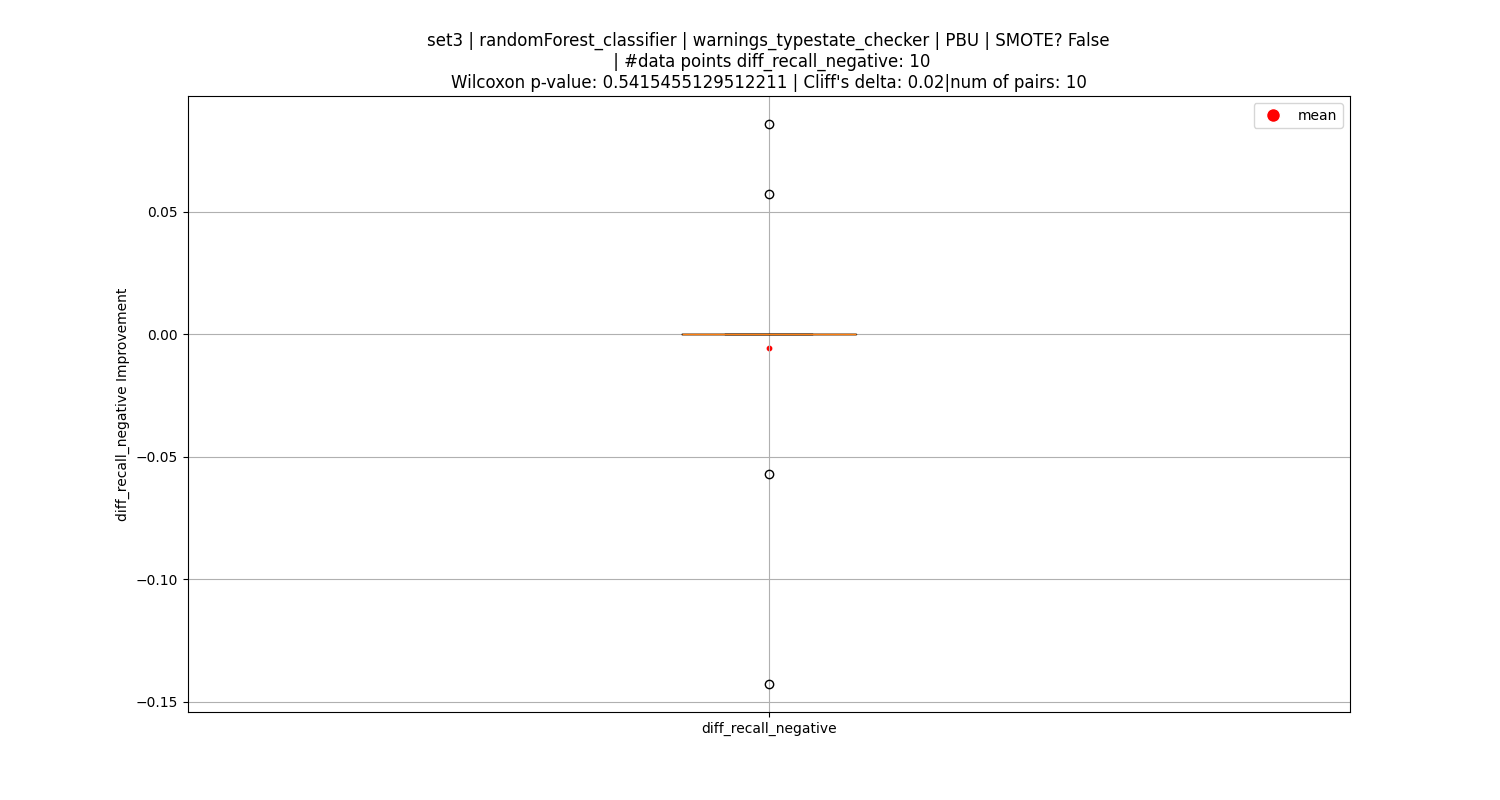 set3 | randomForest_classifier | warnings_typestate_checker | PBU | SMOTE? False
| #data points diff_recall_negative: 10
Wilcoxon p-value: 0.5415455129512211 | Cliff's delta: 0.02|num of pairs: 10
mean
0.05
0.00
−0.05
−0.10
−0.15
diff_recall_negative Improvement
diff_recall_negative